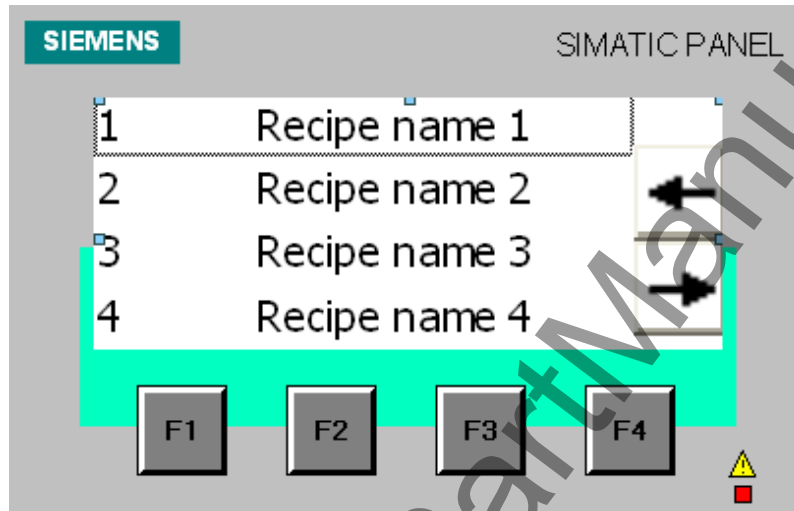 SIEMENS
SIMATIC PANEL
1 Recipe name 1
2 Recipe name 2
3 Recipe name 3
4 Recipe name 4
F1 F2 F3 F4